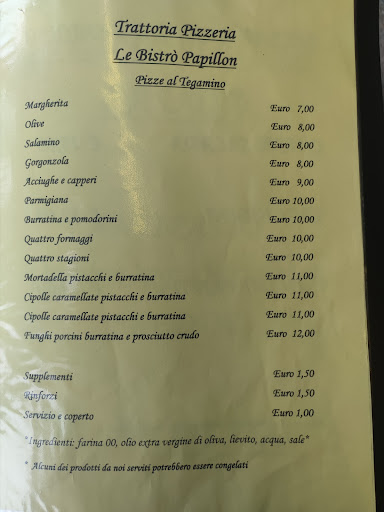 Trattoria Pizzeria
Le Bistrò Papillon
Pizze al Tegamino
Margherita Euro 7,00
Olive Euro 8,00
Salamino Euro 8,00
Gorgonzola Euro 8,00
Acciughe e capperi Euro 9,00
Parmigiana Euro 10,00
Burratina e pomodorini Euro 10,00
Quattro formaggi Euro 10,00
Quattro stagioni Euro 10,00
Mortadella pistacchi e burratina Euro 11,00
Cipolle caramellate pistacchi e burratina Euro 11,00
Cipolle caramellate pistacchi e burratina Euro 11,00
Funghi porcini burratina e prosciutto crudo Euro 12,00
Supplementi Euro 1,50
Rinforzi Euro 1,50
Servizio e coperto Euro 1,00
*Ingredienti: farina 00, olio extra vergine di oliva, lievito, acqua, sale*
* Alcuni dei prodotti da noi serviti potrebbero essere congelati